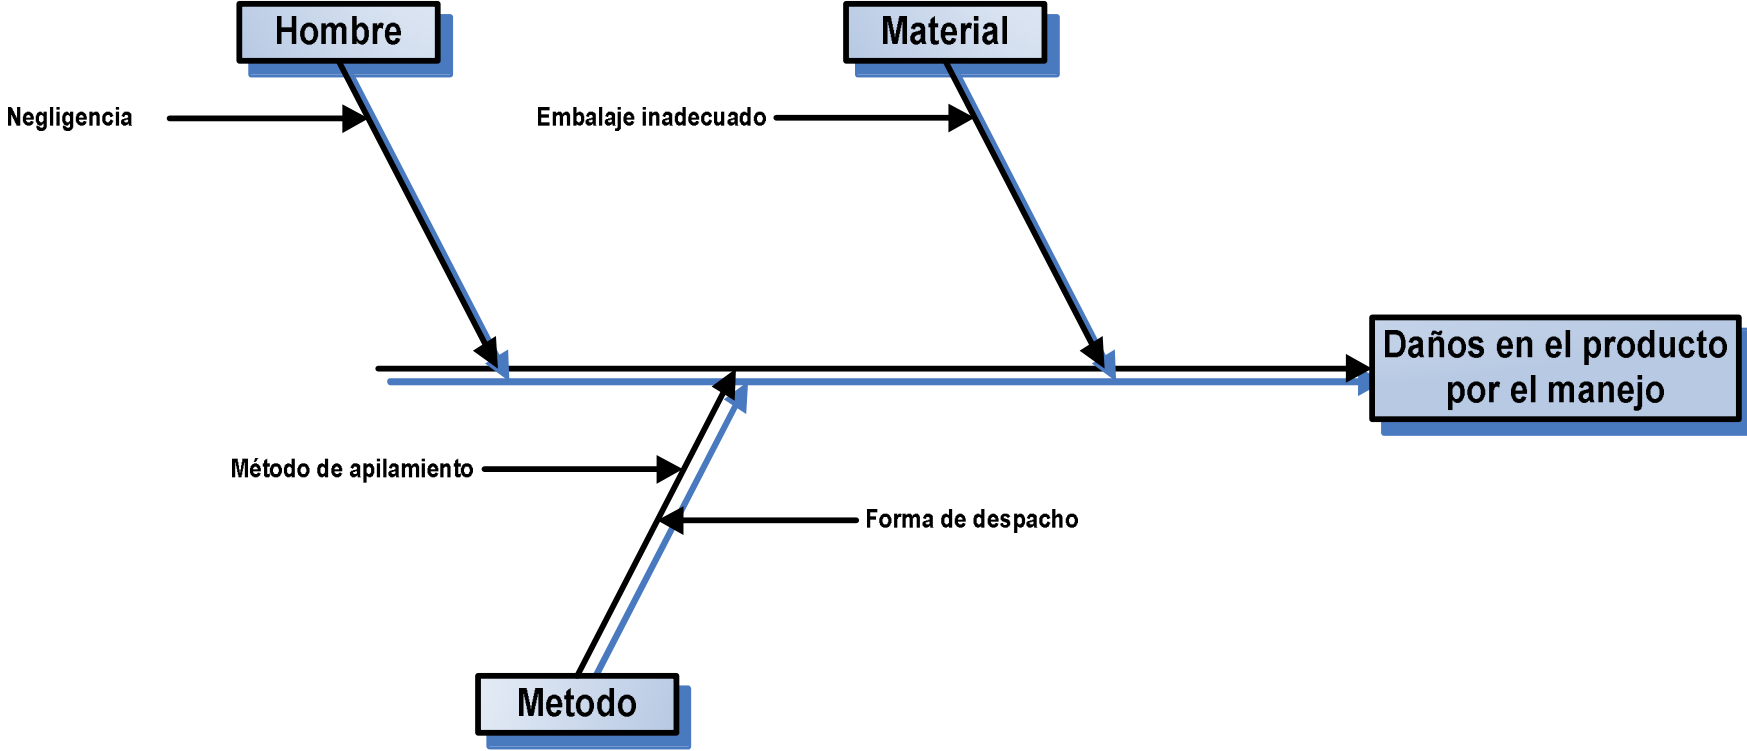 Hombre
Material
Negligencia
Embalaje inadecuado
Daños en el producto
por el manejo
Método de apilamiento
Forma de despacho
Metodo